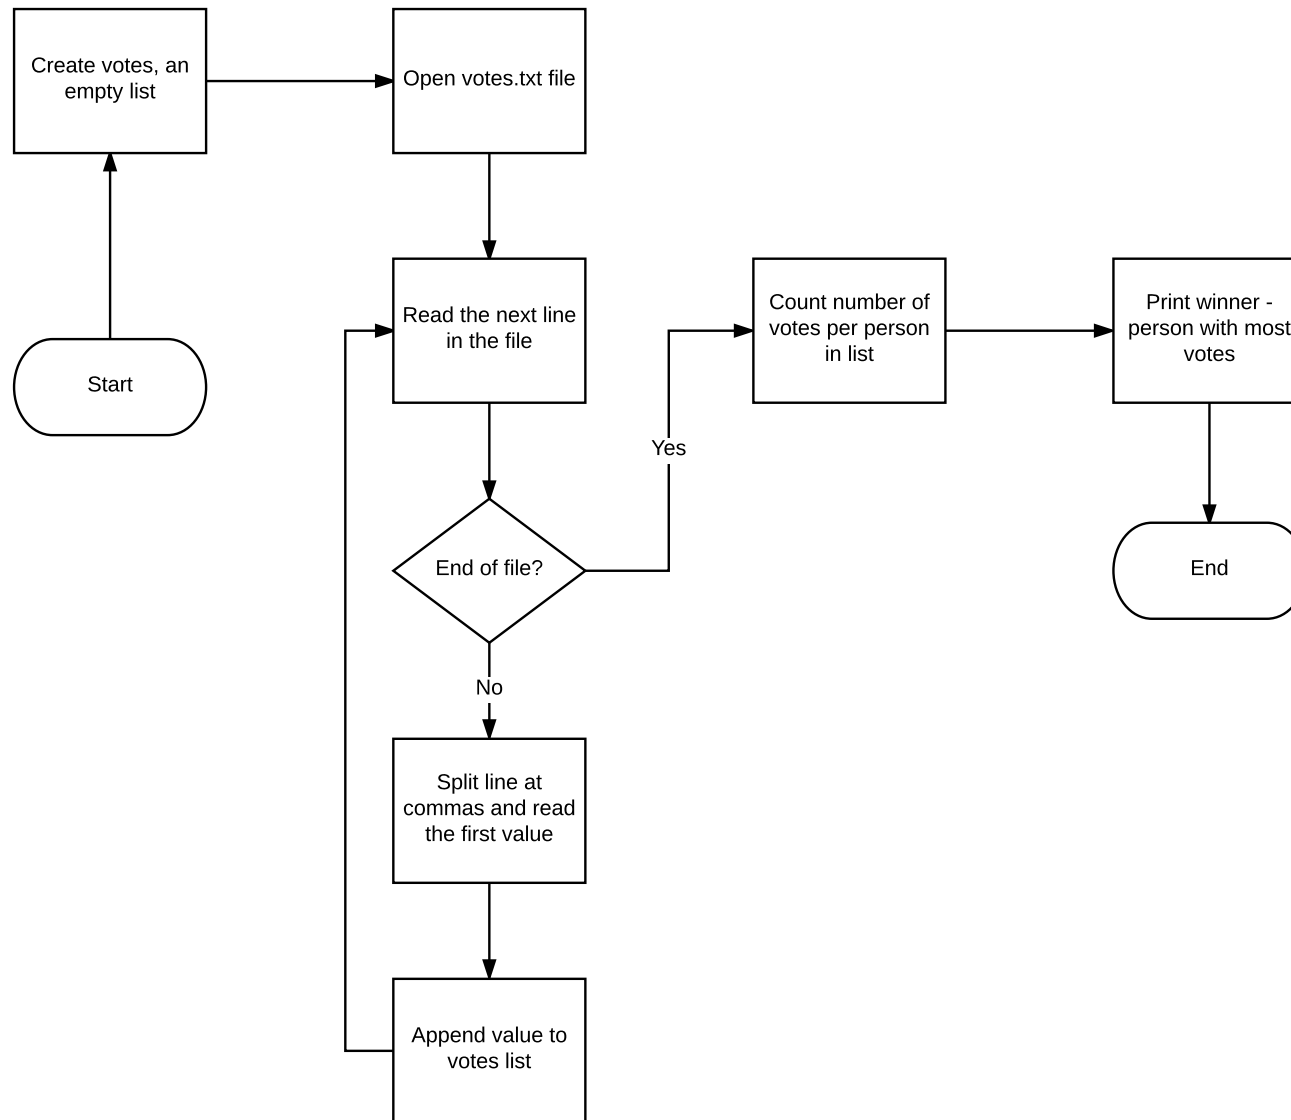 Create votes, an
empty list
Open votes.txt file
Read the next line
in the file
Count number of
votes per person
in list
Print winner -
person with most
votes
Start
Yes
End of file?
End
No
Split line at
commas and read
the first value
Append value to
votes list